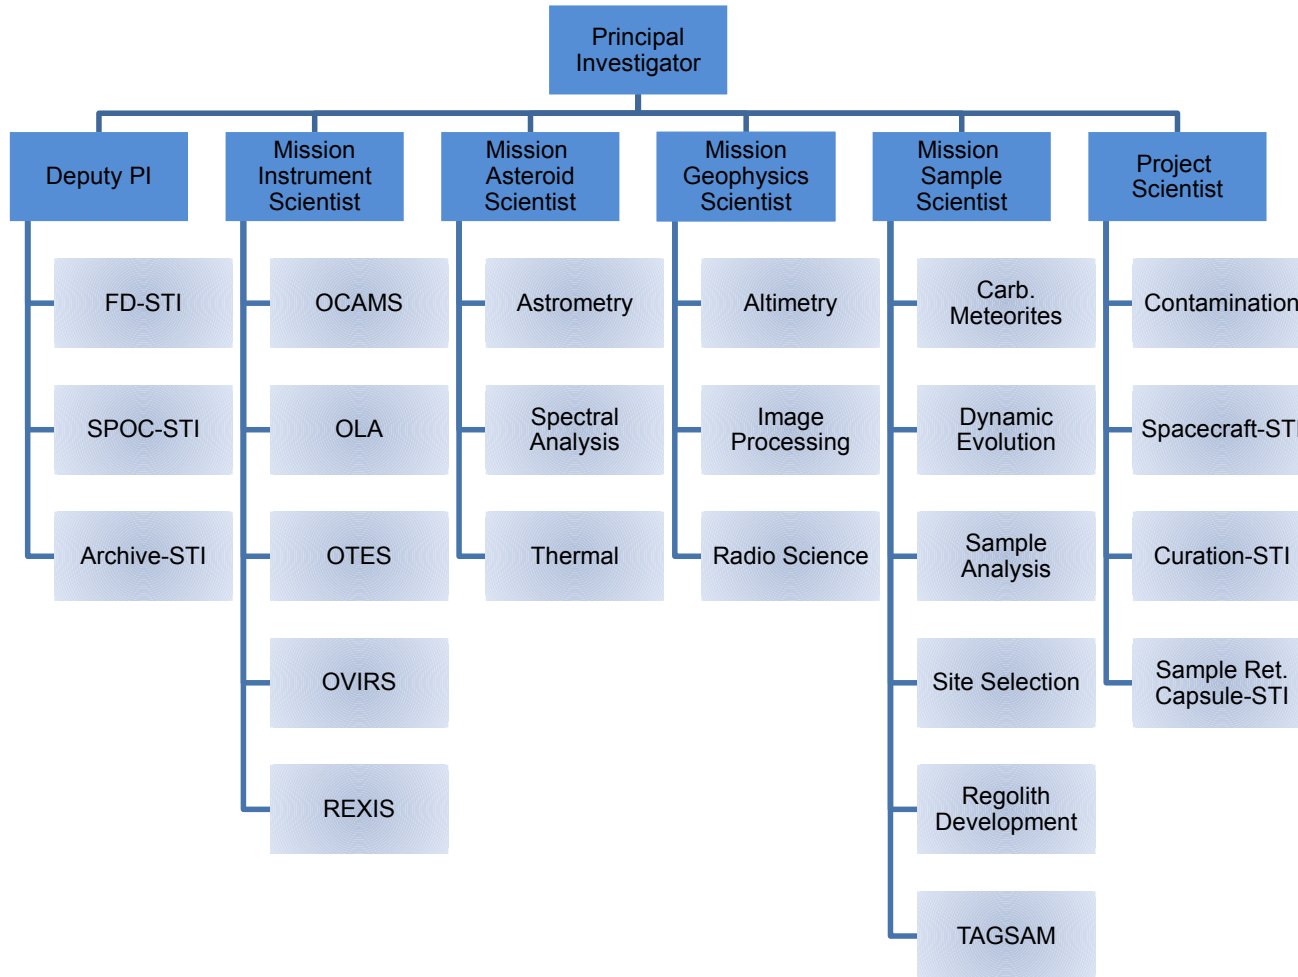 Principal
Investigator
Deputy PI
Mission
Instrument
Scientist
Mission
Asteroid
Scientist
Mission
Geophysics
Scientist
Mission
Sample
Scientist
Project
Scientist
FD-STI
SPOC-STI
Archive-STI
OCAMS
OLA
OTES
OVIRS
REXIS
Astrometry
Spectral
Analysis
Thermal
Altimetry
Image
Processing
Radio Science
Carb.
Meteorites
Dynamic
Evolution
Sample
Analysis
Site Selection
Regolith
Development
TAGSAM
Contamination
Spacecraft-STI
Curation-STI
Sample Ret.
Capsule-STI